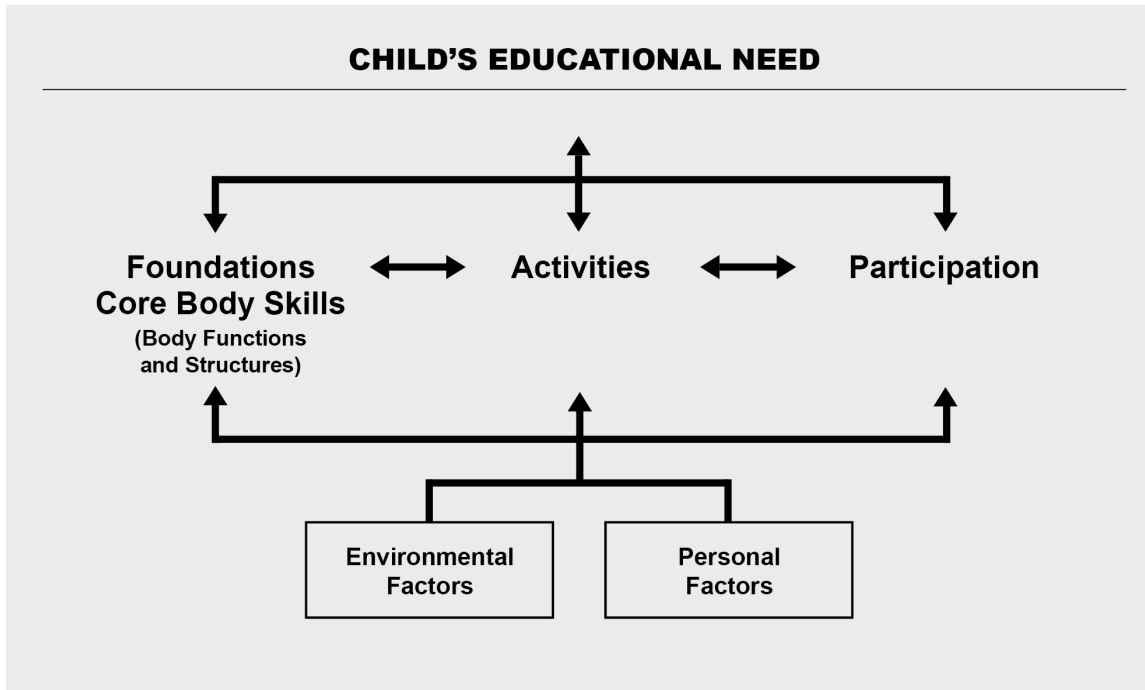 CHILD’S EDUCATIONAL NEED
Foundations
Core Body Skills
(Body Functions
and Structures)
Activities
Participation
Environmental
Factors
Personal
Factors